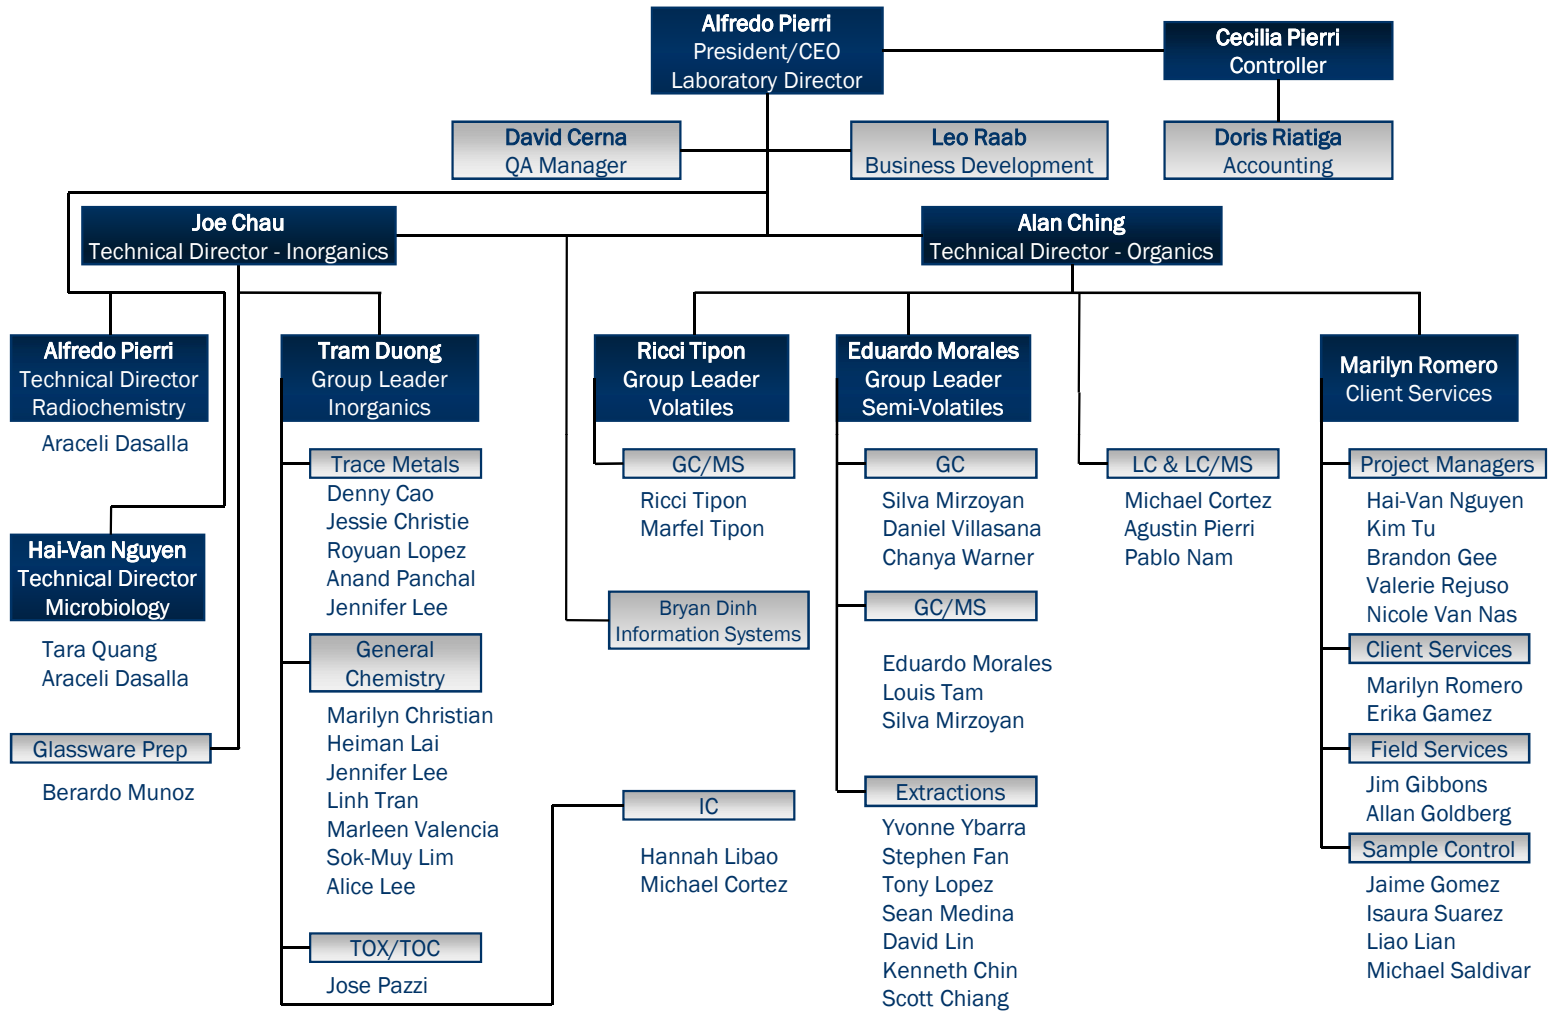 Alfredo Pierri
President/CEO
Laboratory Director
Cecilia Pierri
Controller
David Cerna
QA Manager
Leo Raab
Business Development
Doris Riatiga
Accounting
Joe Chau
Technical Director - Inorganics
Alan Ching
Technical Director - Organics
Alfredo Pierri
Technical Director
Radiochemistry
Araceli Dasalla
Hai-Van Nguyen
Technical Director
Microbiology
Tara Quang
Araceli Dasalla
Glassware Prep
Berardo Munoz
Tram Duong
Group Leader
Inorganics
Trace Metals
Denny Cao
Jessie Christie
Royuan Lopez
Anand Panchal
Jennifer Lee
General
Chemistry
Marilyn Christian
Heiman Lai
Jennifer Lee
Linh Tran
Marleen Valencia
Sok-Muy Lim
Alice Lee
TOX/TOC
Jose Pazzi
Ricci Tipon
Group Leader
Volatiles
GC/MS
Ricci Tipon
Marfel Tipon
Bryan Dinh
Information Systems
IC
Hannah Libao
Michael Cortez
Eduardo Morales
Group Leader
Semi-Volatiles
GC
Silva Mirzoyan
Daniel Villasana
Chanya Warner
GC/MS
Eduardo Morales
Louis Tam
Silva Mirzoyan
Extractions
Yvonne Ybarra
Stephen Fan
Tony Lopez
Sean Medina
David Lin
Kenneth Chin
Scott Chiang
LC & LC/MS
Michael Cortez
Agustin Pierri
Pablo Nam
Marilyn Romero
Client Services
Project Managers
Hai-Van Nguyen
Kim Tu
Brandon Gee
Valerie Rejuso
Nicole Van Nas
Client Services
Marilyn Romero
Erika Gamez
Field Services
Jim Gibbons
Allan Goldberg
Sample Control
Jaime Gomez
Isaura Suarez
Liao Lian
Michael Saldivar